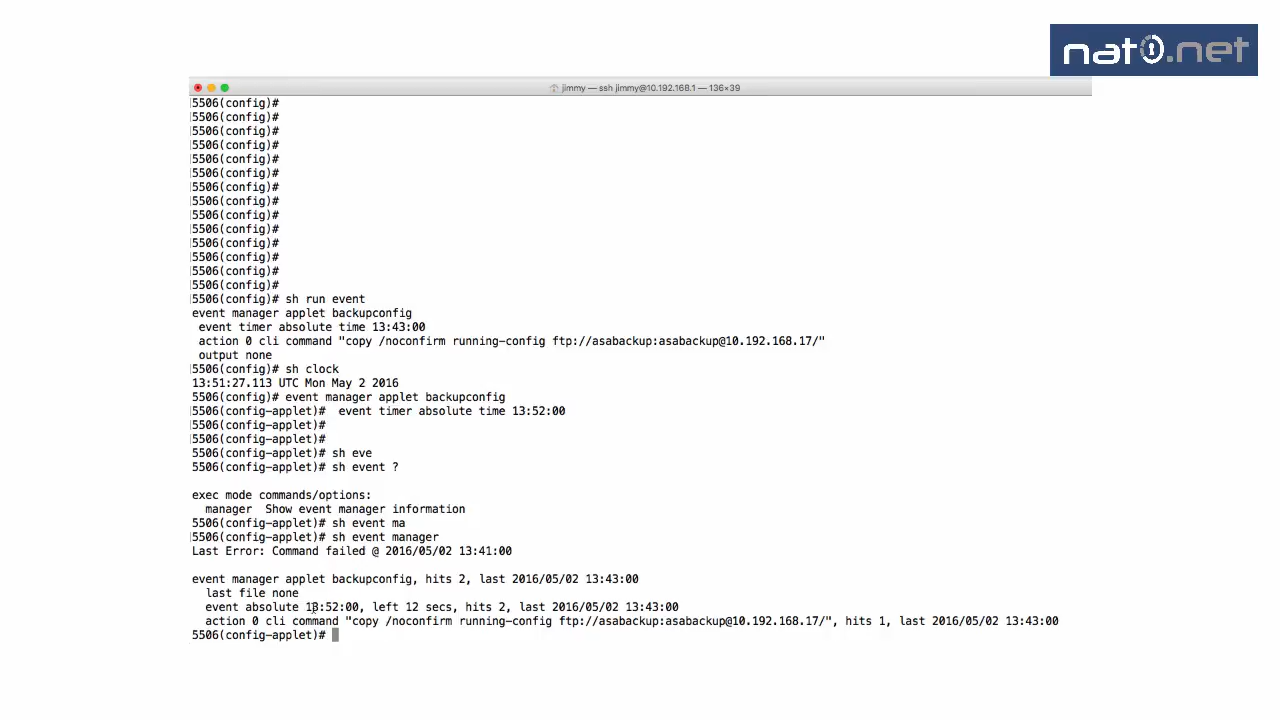 nat0.net
jimmy — ssh jimmy@10.192.168.1 — 136×39
5506(config)#
5506(config)#
5506(config)#
5506(config)#
5506(config)#
5506(config)#
5506(config)#
5506(config)#
5506(config)#
5506(config)#
5506(config)#
5506(config)#
5506(config)#
5506(config)#
5506(config)# sh run event
event manager applet backupconfig
 event timer absolute time 13:43:00
 action 0 cli command "copy /noconfirm running-config ftp://asabackup:asabackup@10.192.168.17/"
 output none
5506(config)# sh clock
13:51:27.113 UTC Mon May 2 2016
5506(config)# event manager applet backupconfig
5506(config-applet)#  event timer absolute time 13:52:00
5506(config-applet)#
5506(config-applet)#
5506(config-applet)# sh eve
5506(config-applet)# sh event ?
exec mode commands/options:
  manager  Show event manager information
5506(config-applet)# sh event ma
5506(config-applet)# sh event manager
Last Error: Command failed @ 2016/05/02 13:41:00
event manager applet backupconfig, hits 2, last 2016/05/02 13:43:00
  last file none
  event absolute 13:52:00, left 12 secs, hits 2, last 2016/05/02 13:43:00
  action 0 cli command "copy /noconfirm running-config ftp://asabackup:asabackup@10.192.168.17/", hits 1, last 2016/05/02 13:43:00
5506(config-applet)#